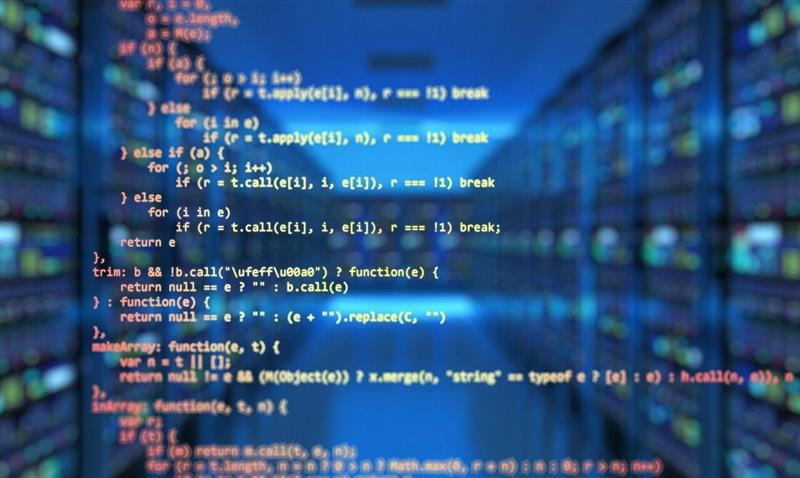 var r, i = 0,
o = e.length,
a = M(e);
if (n) {
if (a) {
for (; o > i; i++)
if (r = t.apply(e[i], n), r === !1) break
} else
for (i in e)
if (r = t.apply(e[i], n), r === !1) break
} else if (a) {
for (; o > i; i++)
if (r = t.call(e[i], i, e[i]), r === !1) break
} else
for (i in e)
if (r = t.call(e[i], i, e[i]), r === !1) break;
return e
},
trim: b && !b.call("\ufeff\u00a0") ? function(e) {
return null == e ? "" : b.call(e)
} : function(e) {
return null == e ? "" : (e + "").replace(C, "")
},
makeArray: function(e, t) {
var n = t || [];
return null != e && (M(Object(e)) ? x.merge(n, "string" == typeof e ? [e] : e) : h.call(n, e)), n
},
inArray: function(e, t, n) {
var r;
if (t) {
if (m) return m.call(t, e, n);
for (r = t.length, n = n ? 0 > n ? Math.max(0, r + n) : n : 0; r > n; n++)